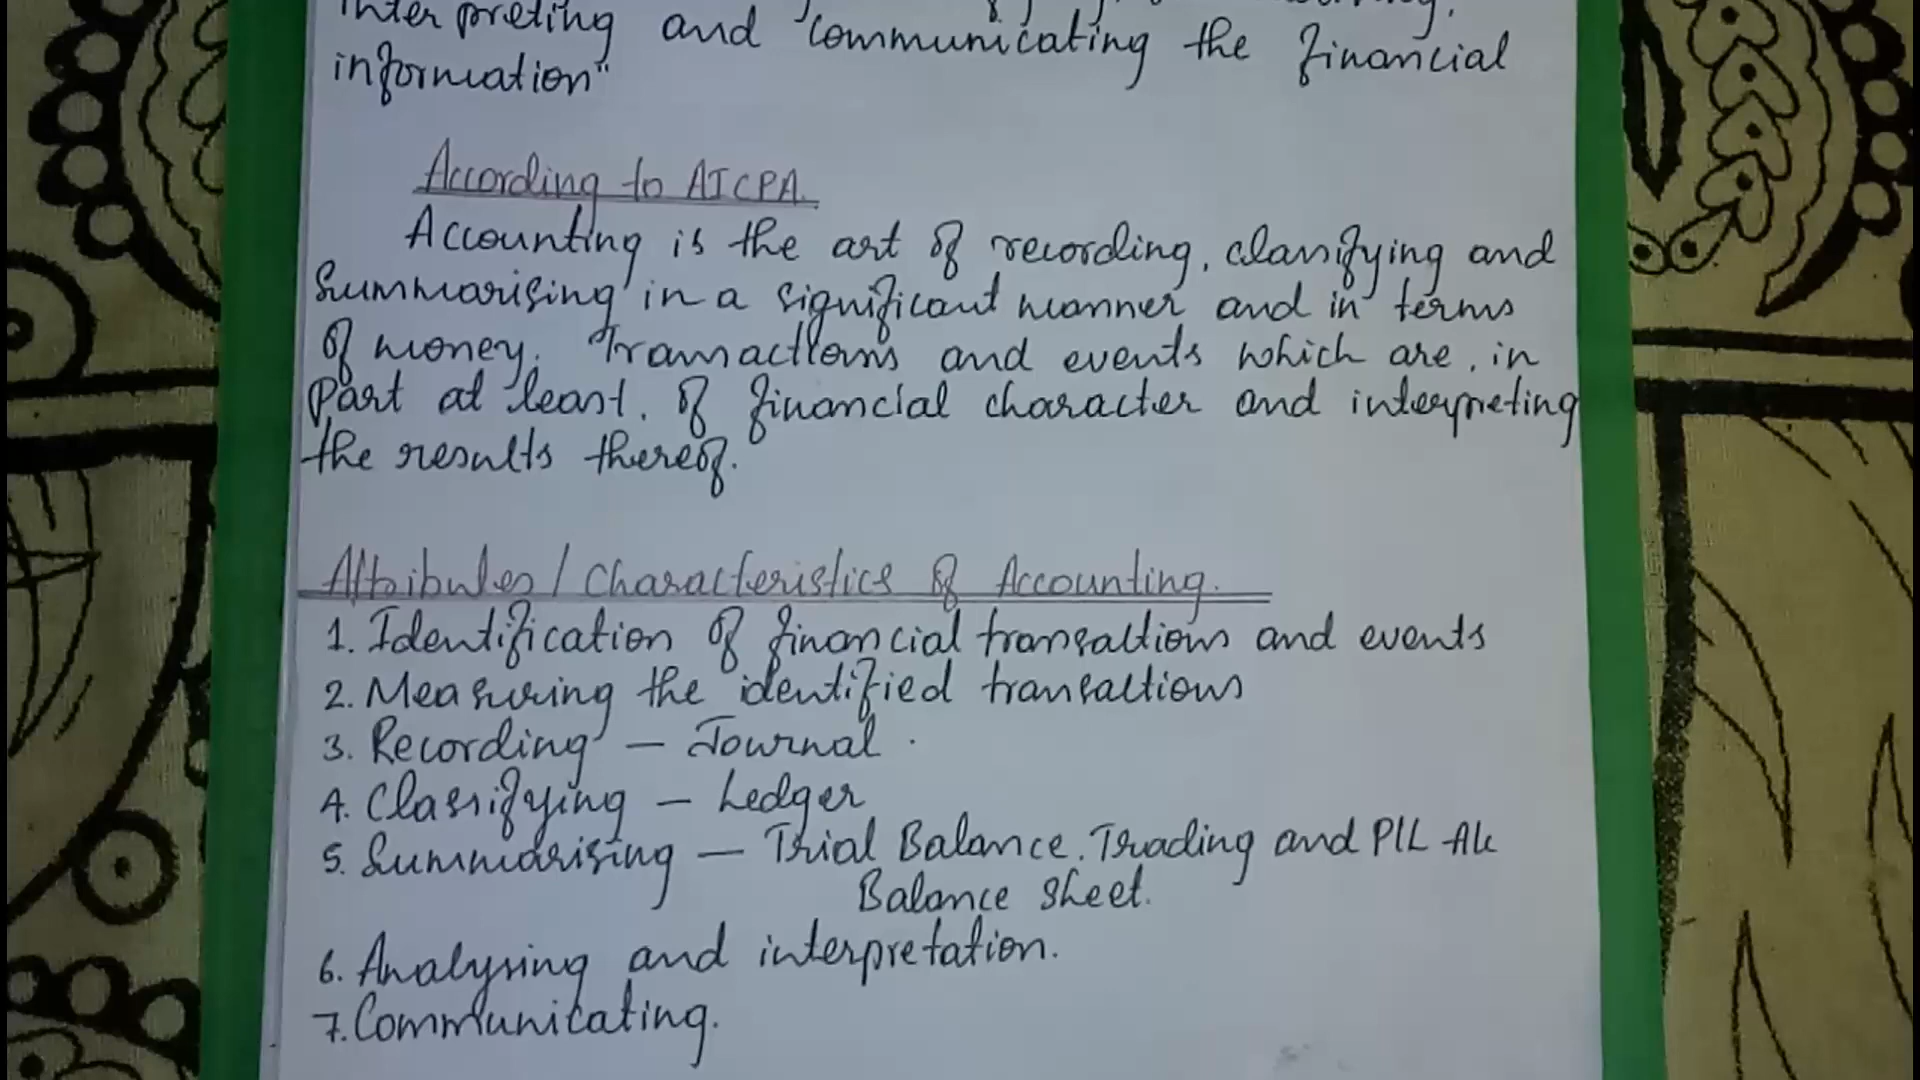 interpreting and communicating the financial
information"
According to AICPA.
Accounting is the art of recording, classifying and
Summarising in a significant manner and in terms
of money. Transactions and events which are, in
Part at least, of financial character and interpreting
the results thereof.
Attributes/Characteristics of Accounting.
1. Identification of financial transactions and events
2. Measuring the identified transactions
3. Recording – Journal.
4. Classifying – Ledger
5. Summarising – Trial Balance. Trading and P/L A/c
Balance Sheet.
6. Analysing and interpretation.
7. Communicating.